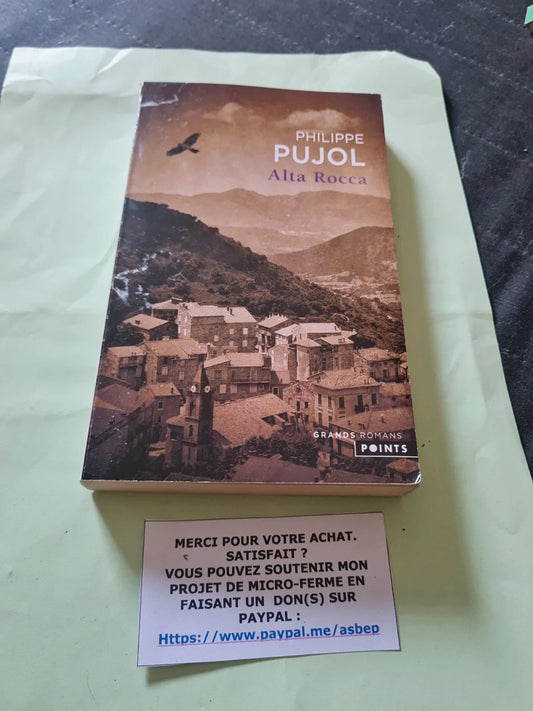 PHILIPPE
PUJOL
Alta Rocca
GRANDS ROMANS
POINTS
MERCI POUR VOTRE ACHAT.
SATISFAIT ?
VOUS POUVEZ SOUTENIR MON
PROJET DE MICRO-FERME EN
FAISANT UN DON(S) SUR
PAYPAL :
Https://www.paypal.me/asbep